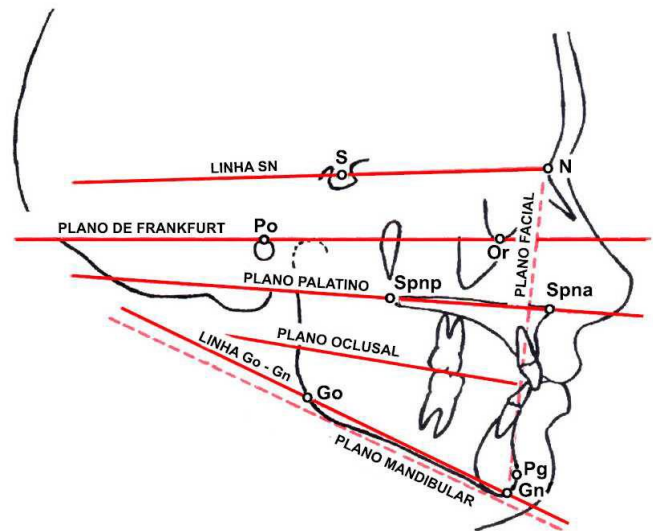 S
N
LINHA SN
PLANO DE FRANKFURT
Po
Or
PLANO FACIAL
PLANO PALATINO
Spnp
Spna
PLANO OCLUSAL
LINHA Go - Gn
Go
PLANO MANDIBULAR
Pg
Gn